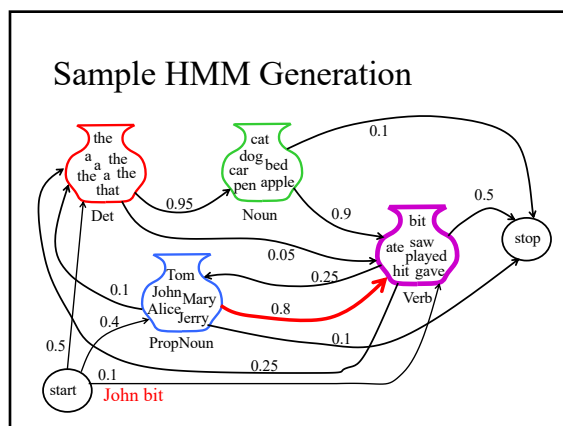 Sample HMM Generation
the
a a the
the a the
that
Det
cat
dog
car bed
pen apple
Noun
0.1
0.95
0.9
0.5
bit
ate saw
played
hit gave
Verb
stop
0.05
0.25
Tom
John
Mary
Alice
Jerry
PropNoun
0.1
0.8
0.4
0.1
0.5
0.25
0.1
start
John bit